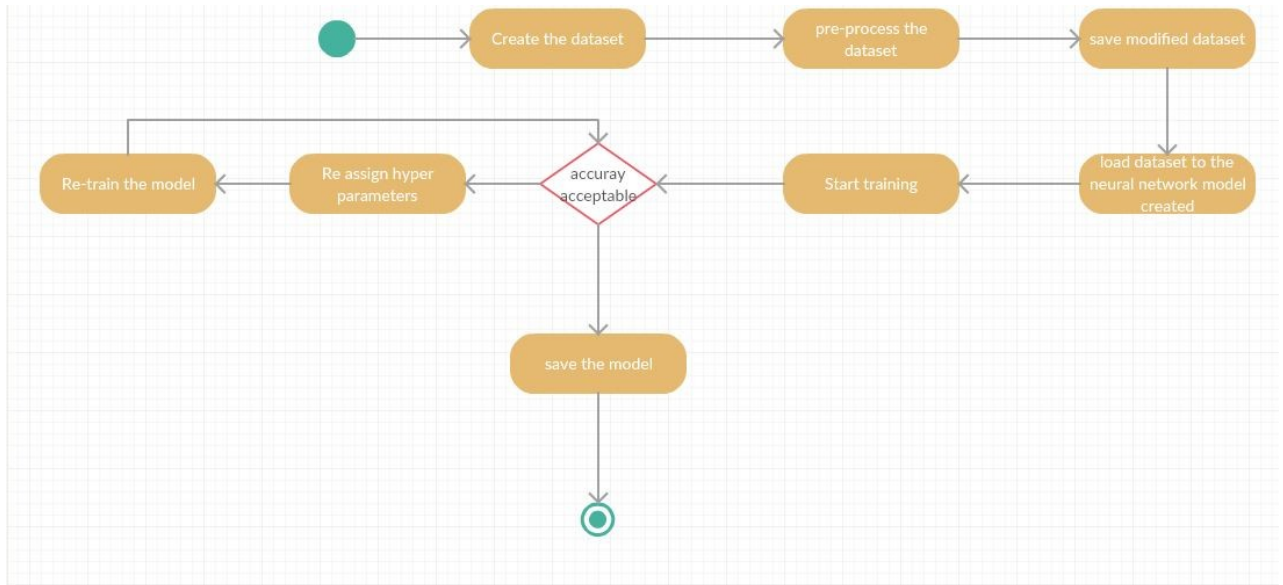 Create the dataset
pre-process the
dataset
save modified dataset
Re-train the model
Re assign hyper
parameters
accuray
acceptable
Start training
load dataset to the
neural network model
created
save the model